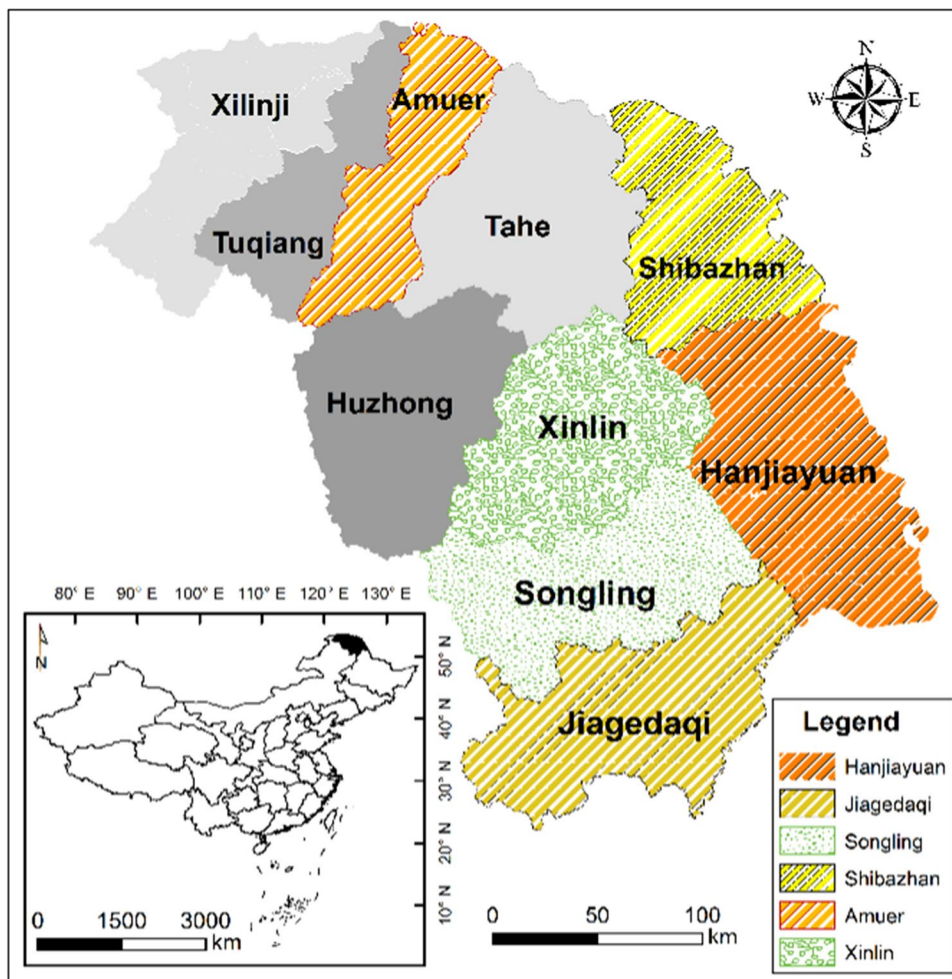 N
W E
S
Xilinji
Amuer
Tahe
Tuqiang
Shibazhan
Huzhong
Xinlin
Hanjiayuan
Songling
Jiagedaqi
80° E 90° E 100° E 110° E 120° E 130° E
N
50° N
40° N
30° N
20° N
10° N
0 1500 3000
km
0 50 100
km
Legend
Hanjiayuan
Jiagedaqi
Songling
Shibazhan
Amuer
Xinlin